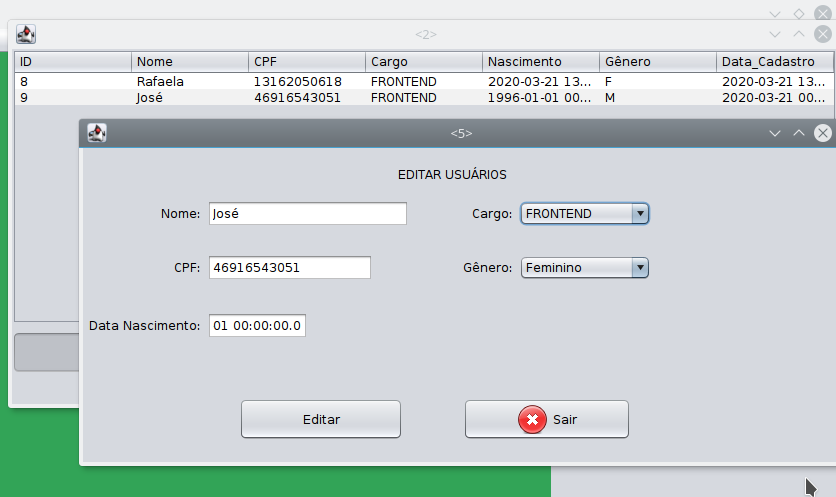 <2>
ID Nome CPF Cargo Nascimento Gênero Data_Cadastro
8 Rafaela 13162050618 FRONTEND 2020-03-21 13... F 2020-03-21 13...
9 José 46916543051 FRONTEND 1996-01-01 00... M 2020-03-21 00...
<5>
EDITAR USUÁRIOS
Nome: José Cargo: FRONTEND
CPF: 46916543051 Gênero: Feminino
Data Nascimento: 01 00:00:00.0
Editar Sair